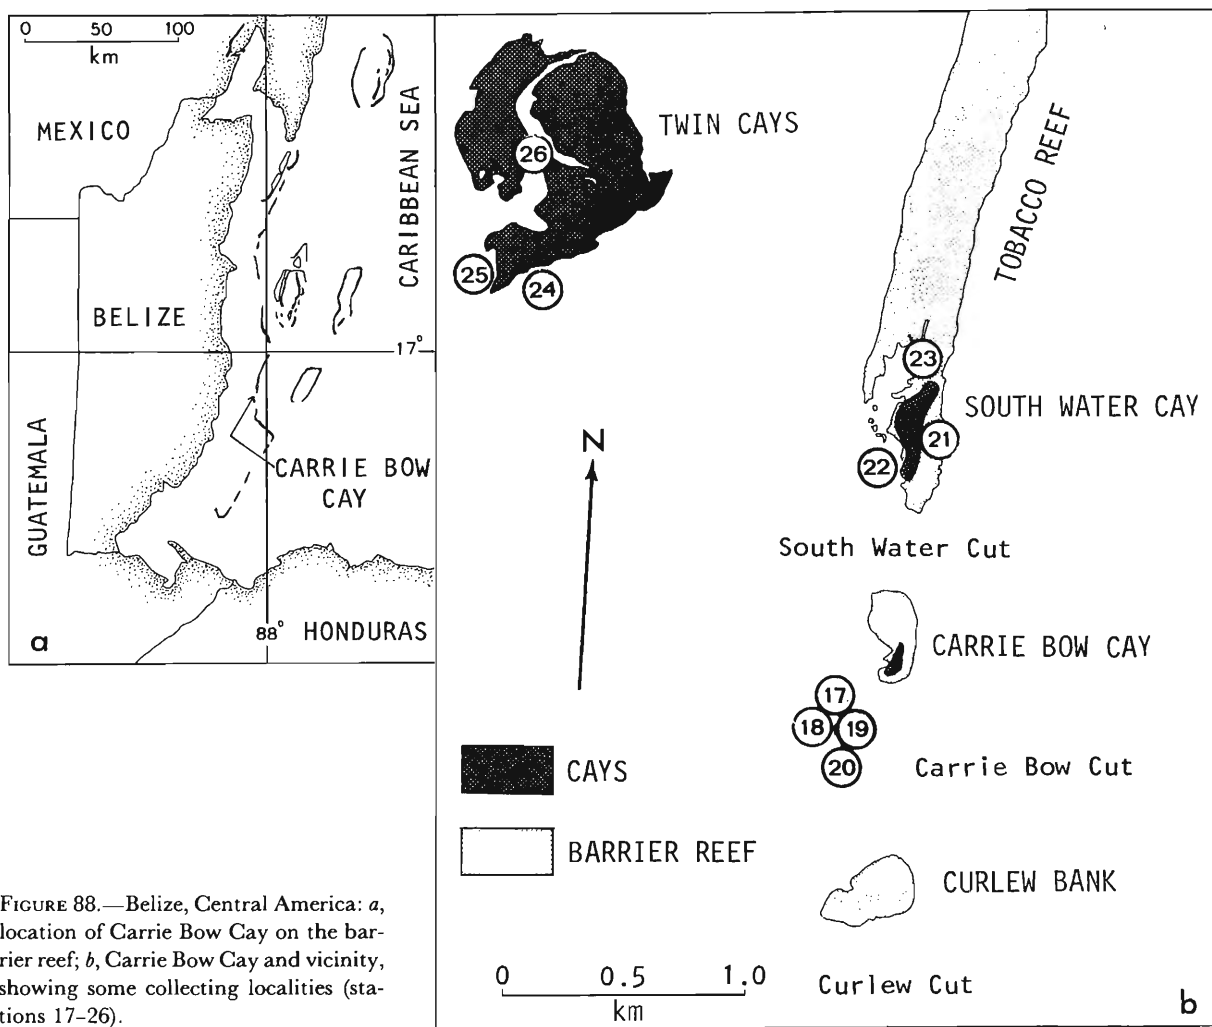 0 50 100
km
MEXICO
CARIBBEAN SEA
BELIZE
17°
GUATEMALA
CARRIE BOW
CAY
88° HONDURAS
a
TWIN CAYS
26
25
24
TOBACCO REEF
23
SOUTH WATER CAY
21
22
N
South Water Cut
CARRIE BOW CAY
17
18
19
20
Carrie Bow Cut
CAYS
BARRIER REEF
CURLEW BANK
0 0.5 1.0
km
Curlew Cut
b
FIGURE 88.—Belize, Central America: a,
location of Carrie Bow Cay on the bar-
rier reef; b, Carrie Bow Cay and vicinity,
showing some collecting localities (sta-
tions 17–26).